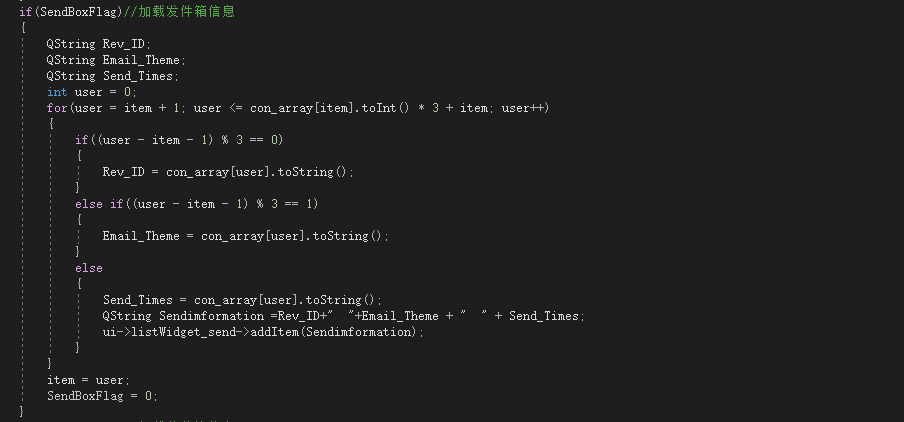 if(SendBoxFlag)//加载发件箱信息
{
QString Rev_ID;
QString Email_Theme;
QString Send_Times;
int user = 0;
for(user = item + 1; user <= con_array[item].toInt() * 3 + item; user++)
{
if((user - item - 1) % 3 == 0)
{
Rev_ID = con_array[user].toString();
}
else if((user - item - 1) % 3 == 1)
{
Email_Theme = con_array[user].toString();
}
else
{
Send_Times = con_array[user].toString();
QString Sendimformation =Rev_ID+"  "+Email_Theme + "  " + Send_Times;
ui->listWidget_send->addItem(Sendimformation);
}
}
item = user;
SendBoxFlag = 0;
}